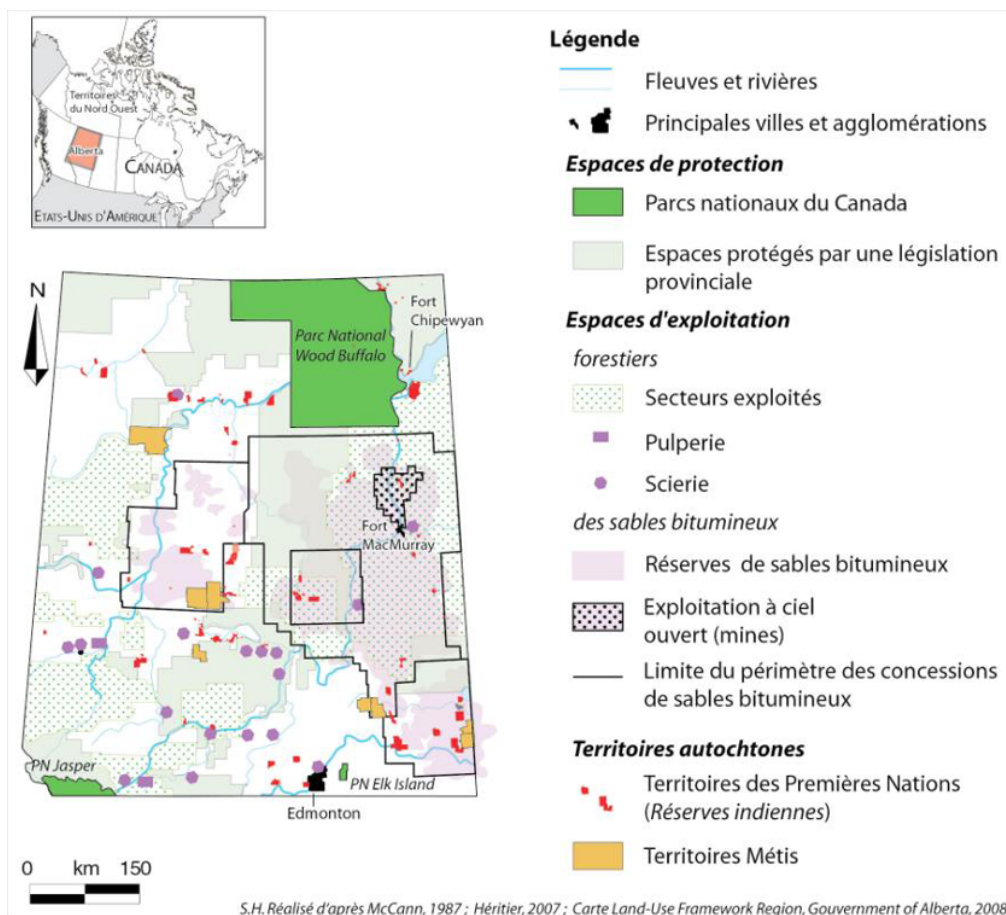 Territoires
du Nord Ouest
Alberta
CANADA
ETATS-UNIS D'AMÉRIQUE
N
Parc National
Wood Buffalo
Fort
Chipewyan
Fort
MacMurray
PN Jasper
PN Elk Island
Edmonton
0 km 150
Légende
Fleuves et rivières
Principales villes et agglomérations
Espaces de protection
Parcs nationaux du Canada
Espaces protégés par une législation
provinciale
Espaces d'exploitation
forestiers
Secteurs exploités
Pulperie
Scierie
des sables bitumineux
Réserves de sables bitumineux
Exploitation à ciel
ouvert (mines)
Limite du périmètre des concessions
de sables bitumineux
Territoires autochtones
Territoires des Premières Nations
(Réserves indiennes)
Territoires Métis
S.H. Réalisé d'après McCann, 1987 ; Héritier, 2007 ; Carte Land-Use Framework Region, Gouvernment of Alberta, 2008